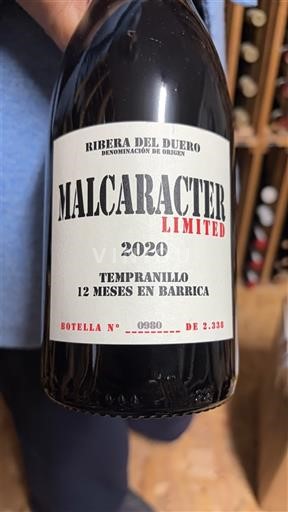 RIBERA DEL DUERO
DENOMINACIÓN DE ORIGEN
MALCARACTER
LIMITED
2020
TEMPRANILLO
12 MESES EN BARRICA
BOTELLA Nº 0980 DE 2.338